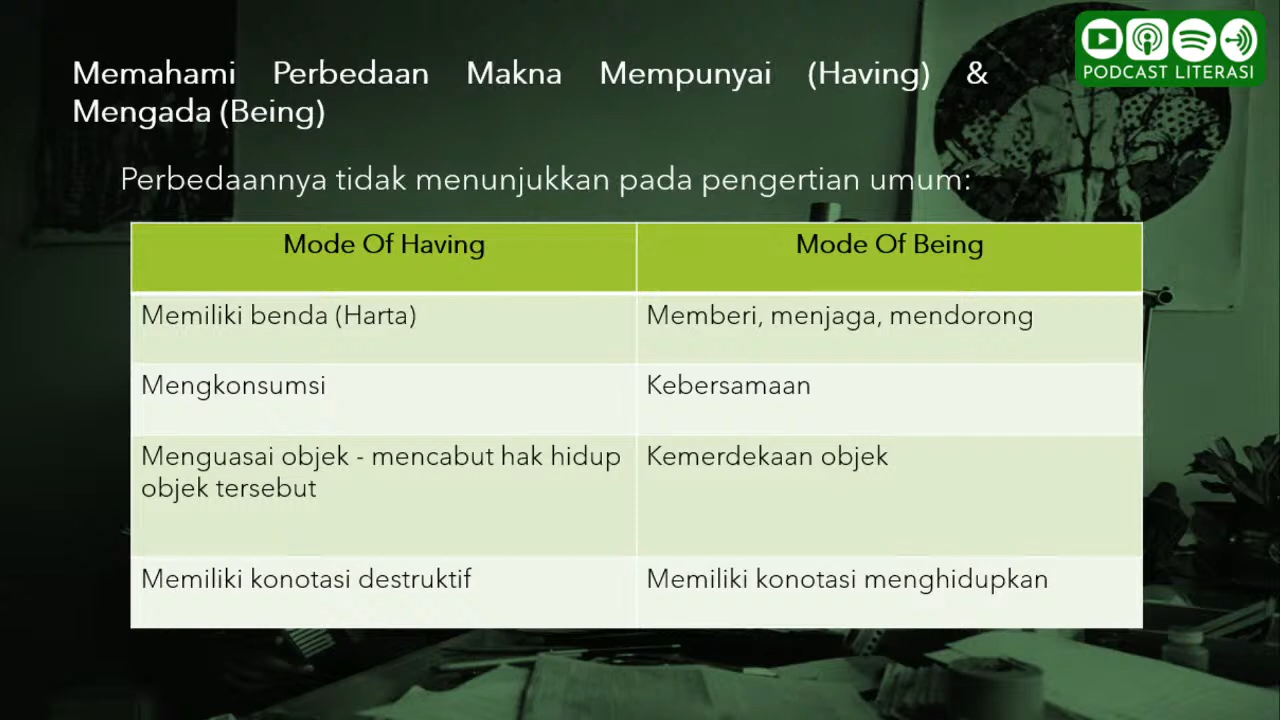 PODCAST LITERASI
Memahami Perbedaan Makna Mempunyai (Having) &
Mengada (Being)
Perbedaannya tidak menunjukkan pada pengertian umum:
Mode Of Having
Mode Of Being
Memiliki benda (Harta)
Memberi, menjaga, mendorong
Mengkonsumsi
Kebersamaan
Menguasai objek - mencabut hak hidup
objek tersebut
Kemerdekaan objek
Memiliki konotasi destruktif
Memiliki konotasi menghidupkan